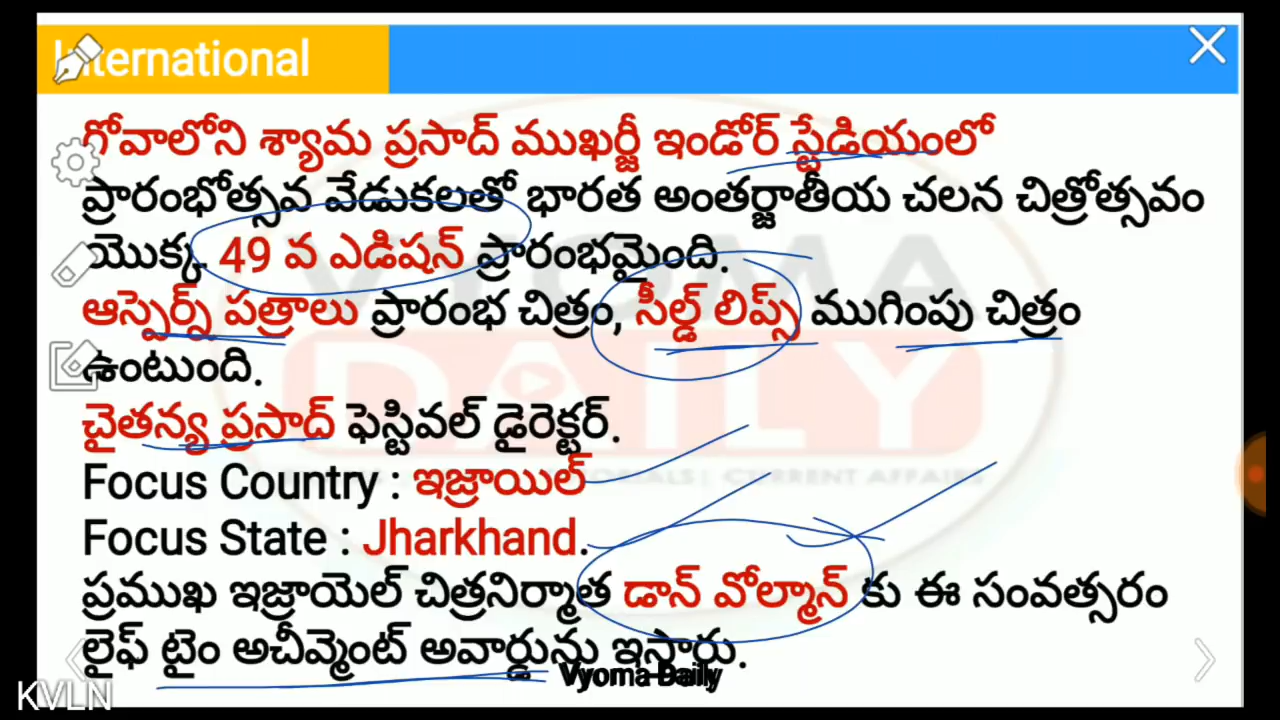 International
గోవాలోని శ్యామ ప్రసాద్ ముఖర్జీ ఇండోర్ స్టేడియంలో
ప్రారంభోత్సవ వేడుకలతో భారత అంతర్జాతీయ చలన చిత్రోత్సవం
యొక్క 49 వ ఎడిషన్ ప్రారంభమైంది.
ఆస్పెర్న్ పత్రాలు ప్రారంభ చిత్రం, సీల్డ్ లిప్స్ ముగింపు చిత్రం
ఉంటుంది.
చైతన్య ప్రసాద్ ఫెస్టివల్ డైరెక్టర్.
Focus Country : ఇజ్రాయిల్
Focus State : Jharkhand.
ప్రముఖ ఇజ్రాయెల్ చిత్రనిర్మాత డాన్ వోల్మాన్ కు ఈ సంవత్సరం
లైఫ్ టైం అచీవ్మెంట్ అవార్డును ఇస్తారు.
Vyoma Daily
KVLN